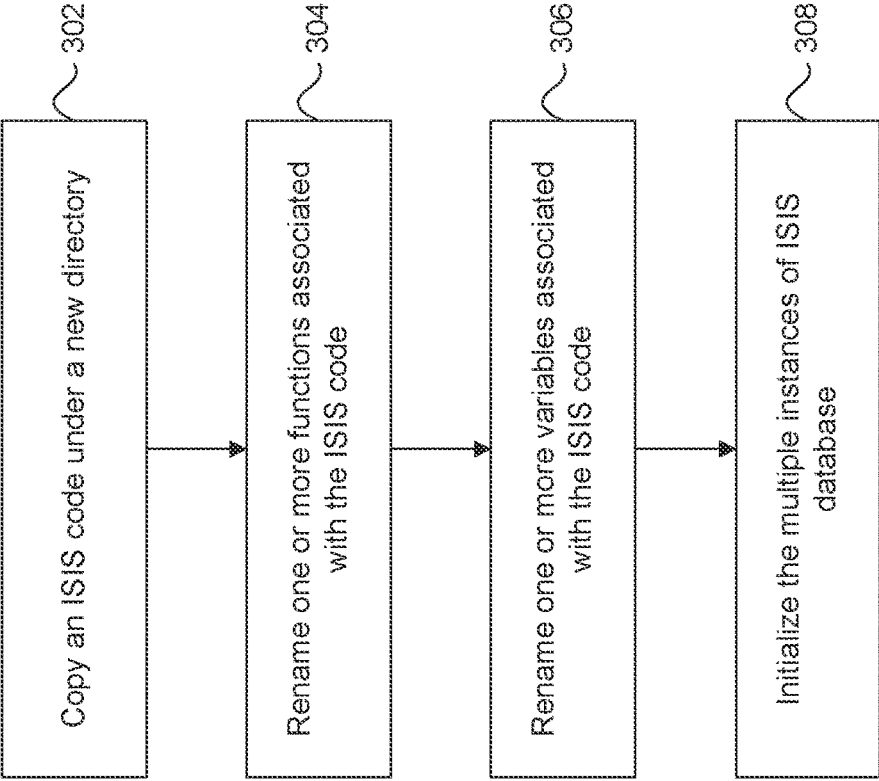 Copy an ISIS code under a new directory
302
Rename one or more functions associated
with the ISIS code
304
Rename one or more variables associated
with the ISIS code
306
Initialize the multiple instances of ISIS
database
308